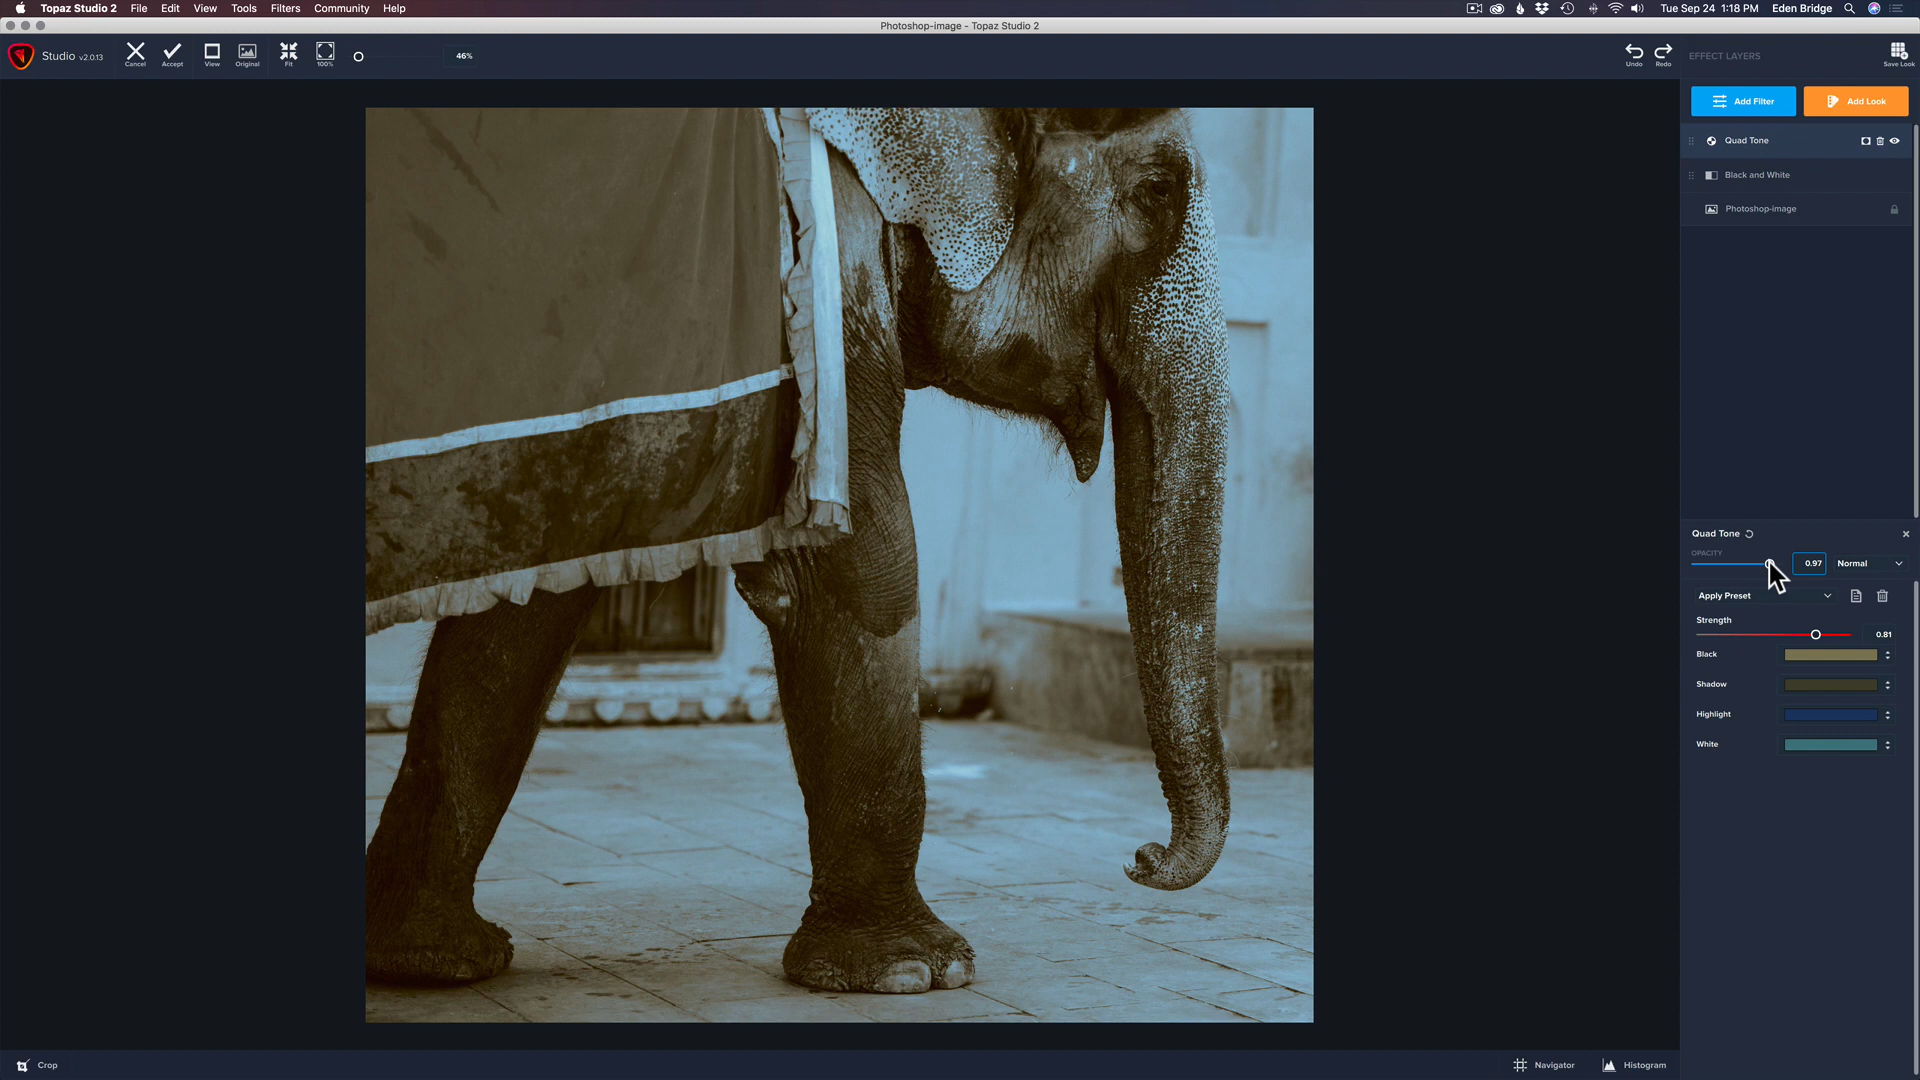 Topaz Studio 2 File Edit View Tools Filters Community Help Tue Sep 24 1:18 PM Eden Bridge
Photoshop-image - Topaz Studio 2
Studio v2.0.13 Cancel Accept View Original Fit 100% 46% Undo Redo EFFECT LAYERS Save Look
Add Filter Add Look
Quad Tone
Black and White
Photoshop-image
Quad Tone
OPACITY
0.97 Normal
Apply Preset
Strength
0.81
Black
Shadow
Highlight
White
Crop Navigator Histogram